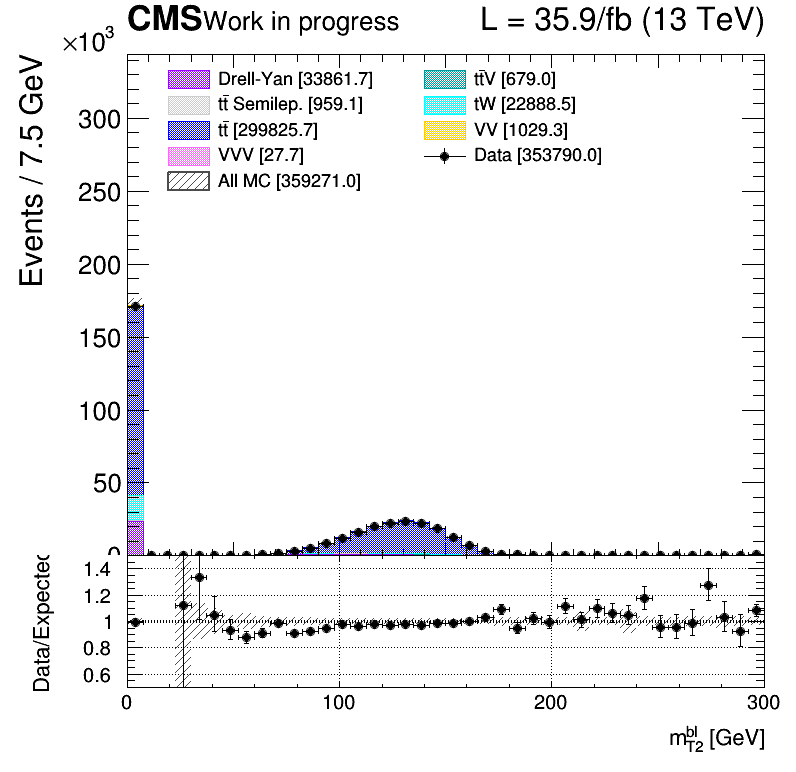 CMS Work in progress L = 35.9/fb (13 TeV)
×10³
Events / 7.5 GeV
Drell-Yan [33861.7]
tt̄ Semilep. [959.1]
tt̄ [299825.7]
VVV [27.7]
All MC [359271.0]
tt̄V [679.0]
tW [22888.5]
VV [1029.3]
Data [353790.0]
300
250
200
150
100
50
0
Data/Expected
1.4
1.2
1
0.8
0.6
0 100 200 300
m_{T2}^{bl} [GeV]